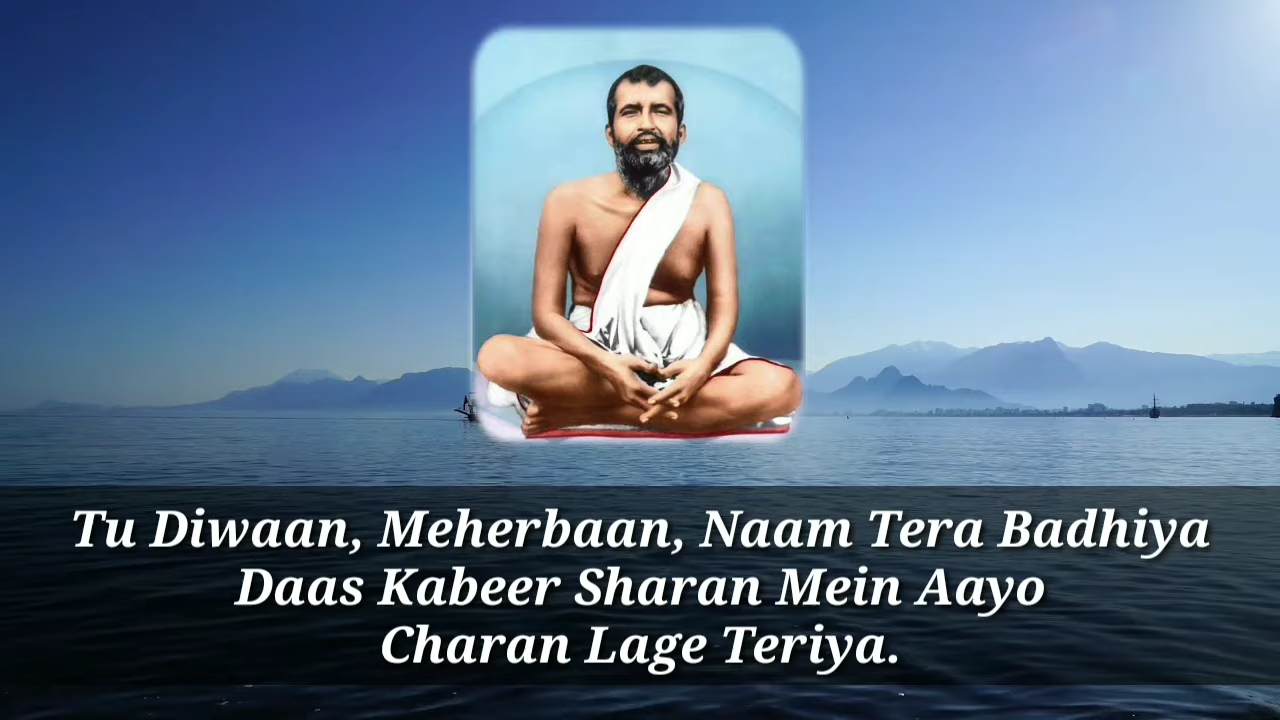 Tu Diwaan, Meherbaan, Naam Tera Badhiya
Daas Kabeer Sharan Mein Aayo
Charan Lage Teriya.